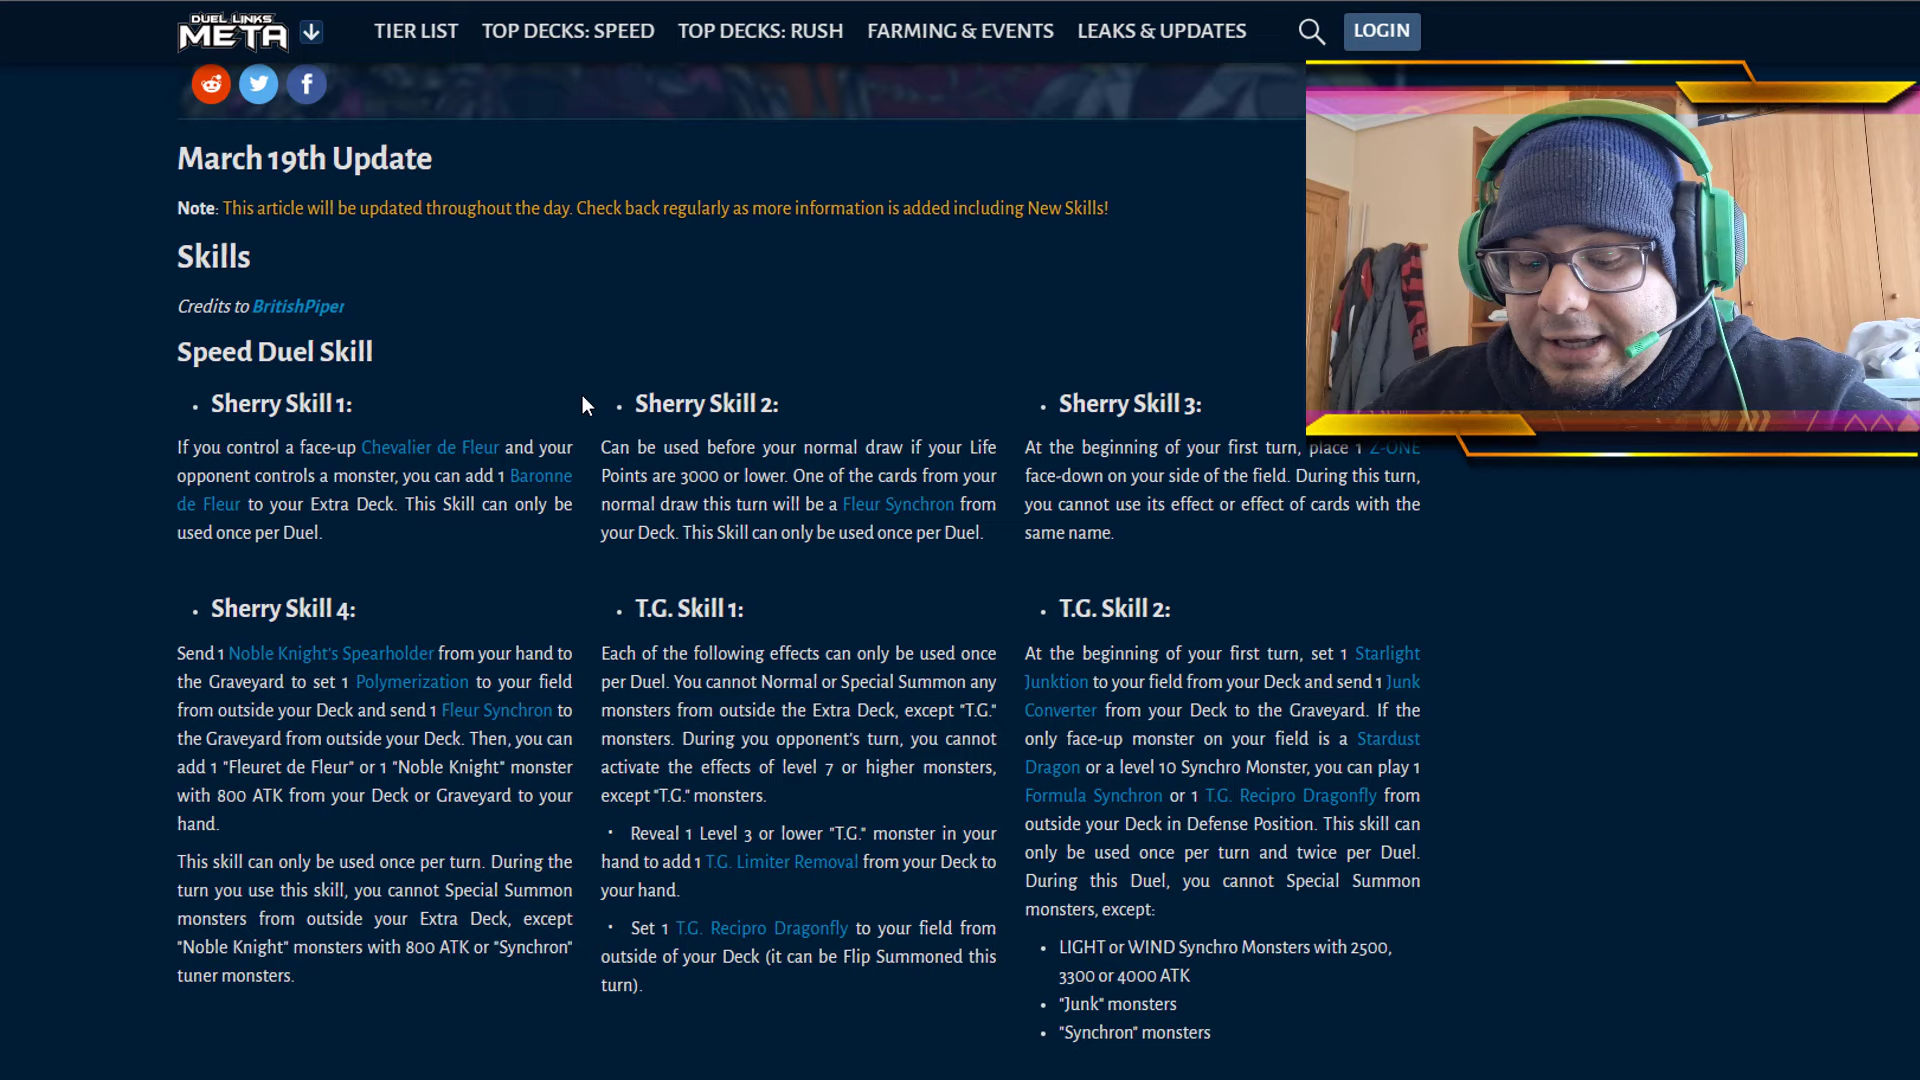 DUEL LINKS
META
TIER LIST
TOP DECKS: SPEED
TOP DECKS: RUSH
FARMING & EVENTS
LEAKS & UPDATES
LOGIN
March 19th Update
Note: This article will be updated throughout the day. Check back regularly as more information is added including New Skills!
Skills
Credits to BritishPiper
Speed Duel Skill
• Sherry Skill 1:
If you control a face-up Chevalier de Fleur and your
opponent controls a monster, you can add 1 Baronne
de Fleur to your Extra Deck. This Skill can only be
used once per Duel.
• Sherry Skill 2:
Can be used before your normal draw if your Life
Points are 3000 or lower. One of the cards from your
normal draw this turn will be a Fleur Synchron from
your Deck. This Skill can only be used once per Duel.
• Sherry Skill 3:
At the beginning of your first turn, place 1 Z-ONE
face-down on your side of the field. During this turn,
you cannot use its effect or effect of cards with the
same name.
• Sherry Skill 4:
Send 1 Noble Knight's Spearholder from your hand to
the Graveyard to set 1 Polymerization to your field
from outside your Deck and send 1 Fleur Synchron to
the Graveyard from outside your Deck. Then, you can
add 1 "Fleuret de Fleur" or 1 "Noble Knight" monster
with 800 ATK from your Deck or Graveyard to your
hand.
This skill can only be used once per turn. During the
turn you use this skill, you cannot Special Summon
monsters from outside your Extra Deck, except
"Noble Knight" monsters with 800 ATK or "Synchron"
tuner monsters.
• T.G. Skill 1:
Each of the following effects can only be used once
per Duel. You cannot Normal or Special Summon any
monsters from outside the Extra Deck, except "T.G."
monsters. During you opponent's turn, you cannot
activate the effects of level 7 or higher monsters,
except "T.G." monsters.
• Reveal 1 Level 3 or lower "T.G." monster in your
hand to add 1 T.G. Limiter Removal from your Deck to
your hand.
• Set 1 T.G. Recipro Dragonfly to your field from
outside of your Deck (it can be Flip Summoned this
turn).
• T.G. Skill 2:
At the beginning of your first turn, set 1 Starlight
Junktion to your field from your Deck and send 1 Junk
Converter from your Deck to the Graveyard. If the
only face-up monster on your field is a Stardust
Dragon or a level 10 Synchro Monster, you can play 1
Formula Synchron or 1 T.G. Recipro Dragonfly from
outside your Deck in Defense Position. This skill can
only be used once per turn and twice per Duel.
During this Duel, you cannot Special Summon
monsters, except:
• LIGHT or WIND Synchro Monsters with 2500,
3300 or 4000 ATK
• "Junk" monsters
• "Synchron" monsters